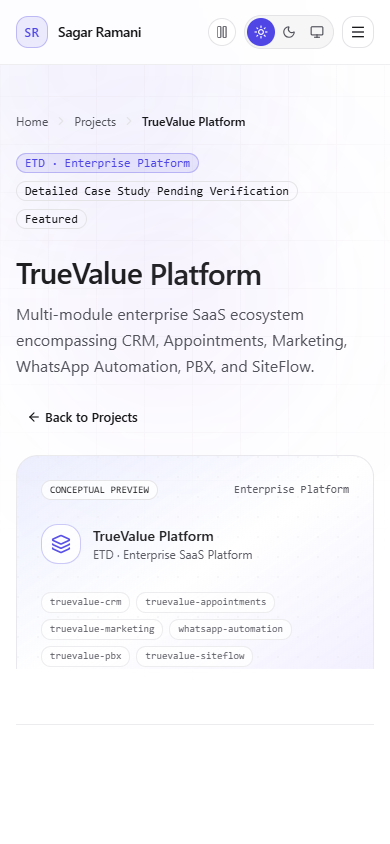 SR
Sagar Ramani
Home
Projects
TrueValue Platform
ETD · Enterprise Platform
Detailed Case Study Pending Verification
Featured
TrueValue Platform
Multi-module enterprise SaaS ecosystem
encompassing CRM, Appointments, Marketing,
WhatsApp Automation, PBX, and SiteFlow.
← Back to Projects
CONCEPTUAL PREVIEW
Enterprise Platform
TrueValue Platform
ETD · Enterprise SaaS Platform
truevalue-crm
truevalue-appointments
truevalue-marketing
whatsapp-automation
truevalue-pbx
truevalue-siteflow